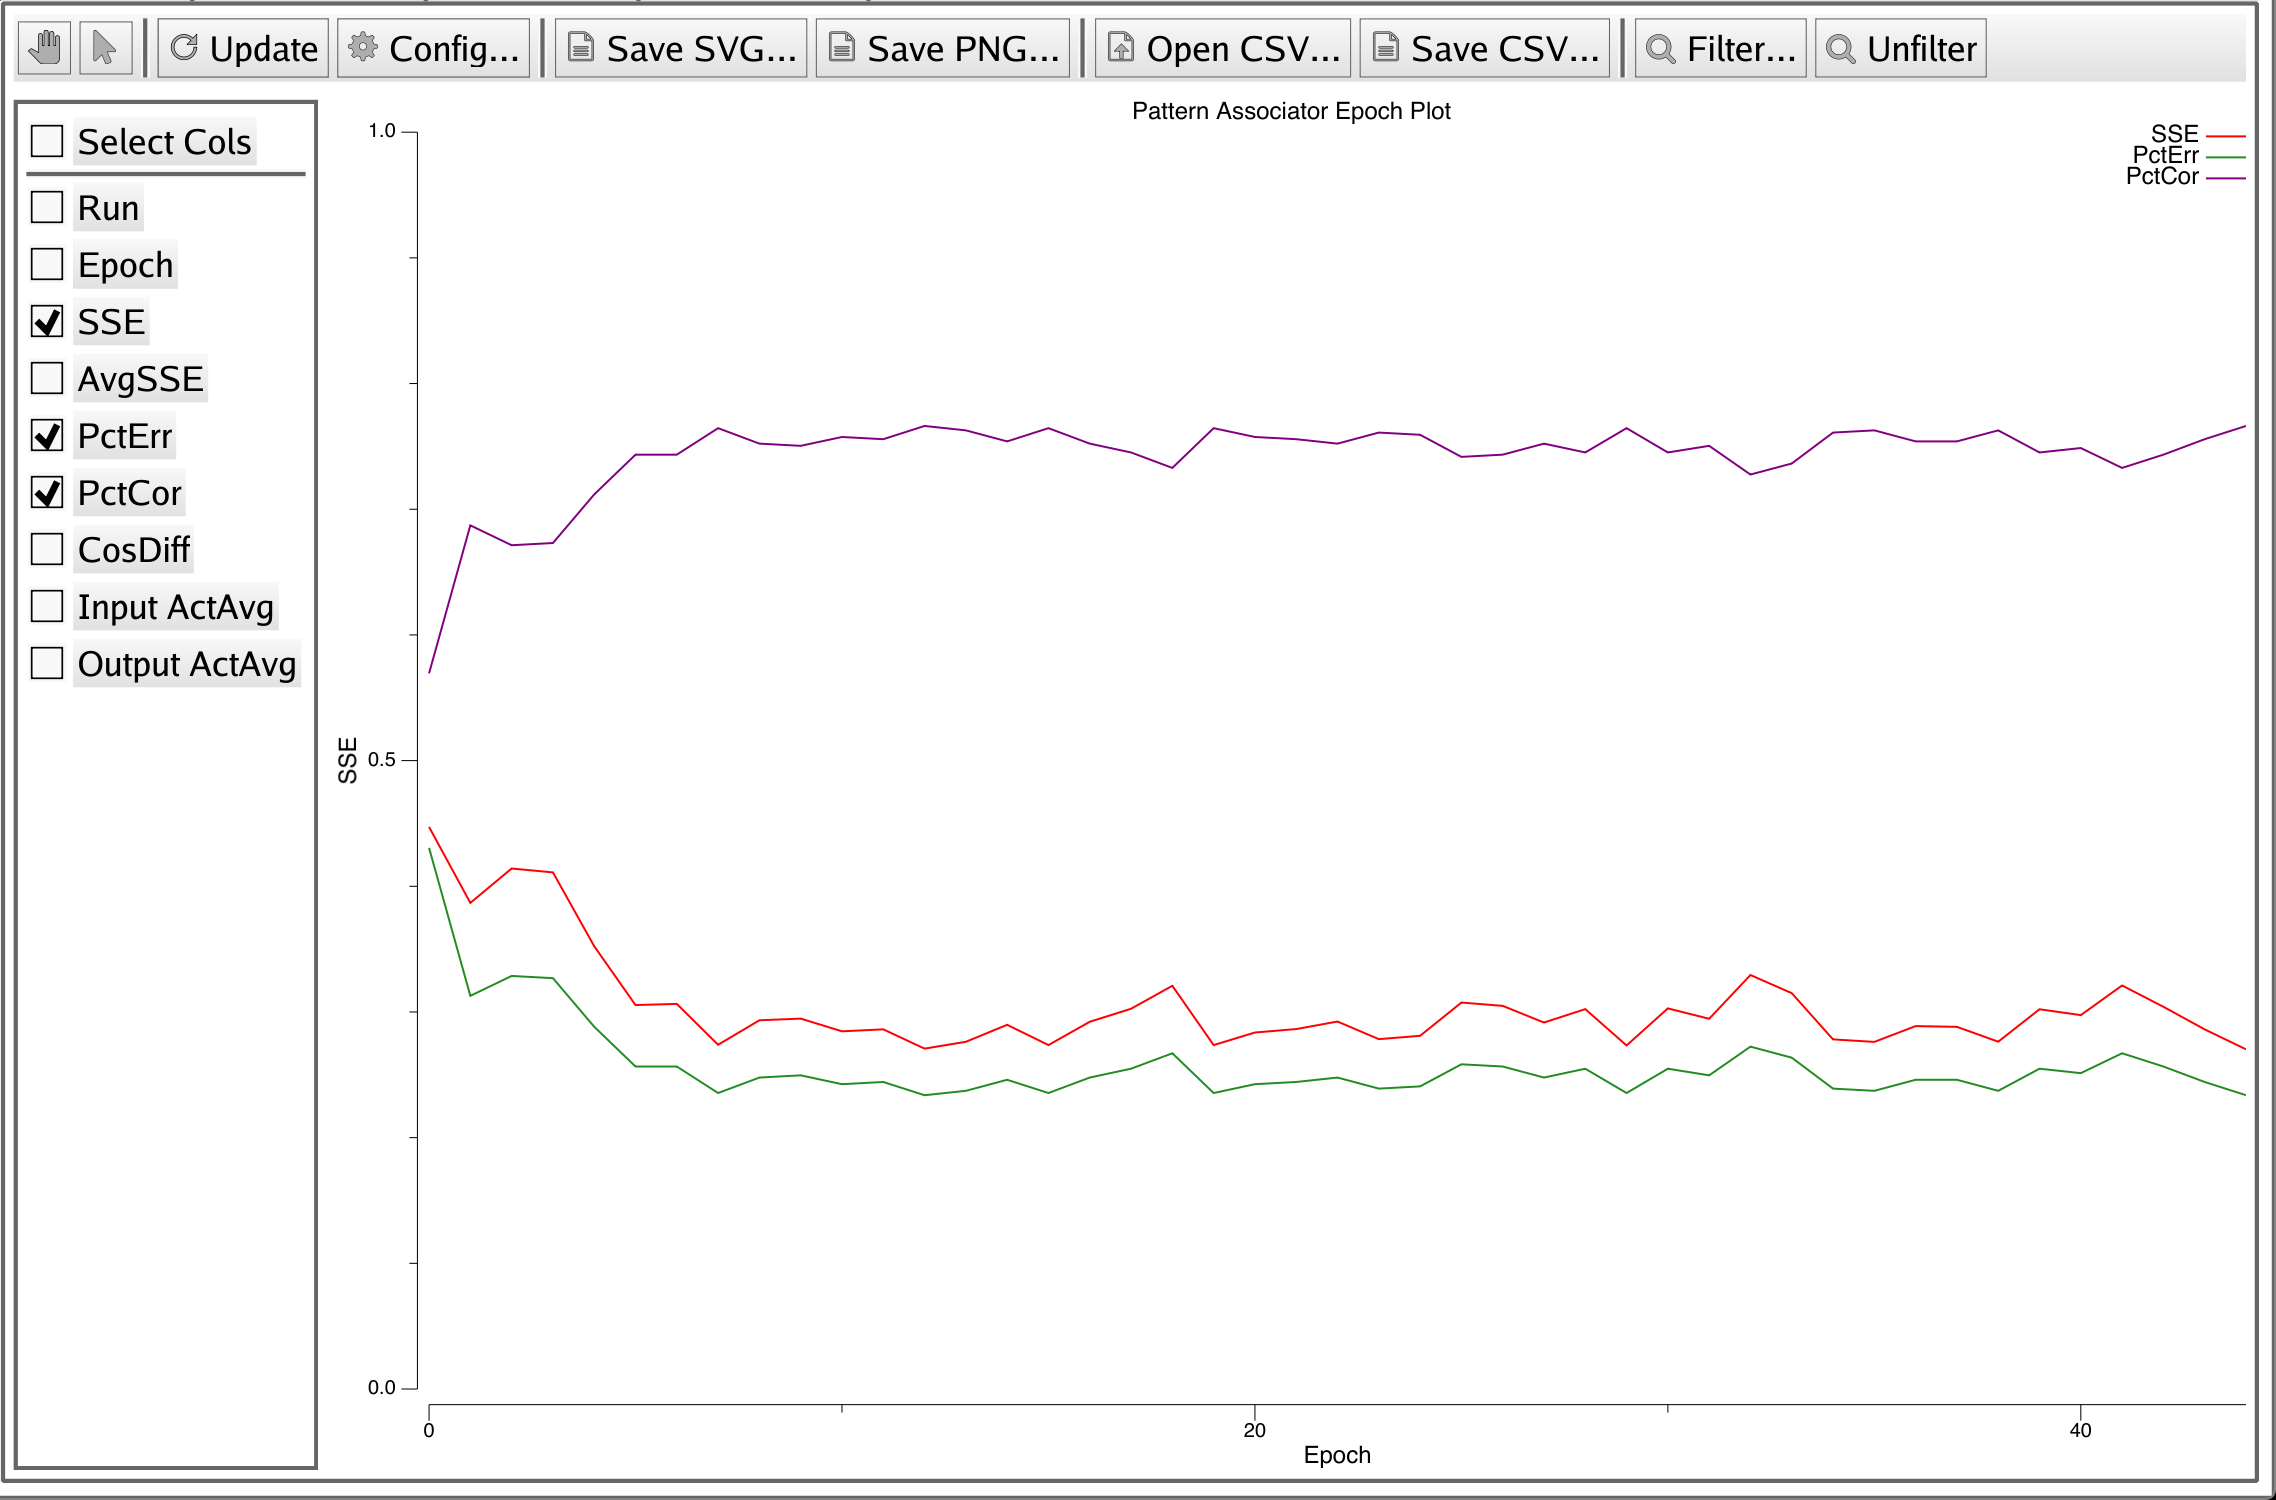 Update Config... Save SVG... Save PNG... Open CSV... Save CSV... Filter... Unfilter
Select Cols
Run
Epoch
SSE
AvgSSE
PctErr
PctCor
CosDiff
Input ActAvg
Output ActAvg
Pattern Associator Epoch Plot
SSE
PctErr
PctCor
1.0
0.5
0.0
SSE
0 20 40
Epoch